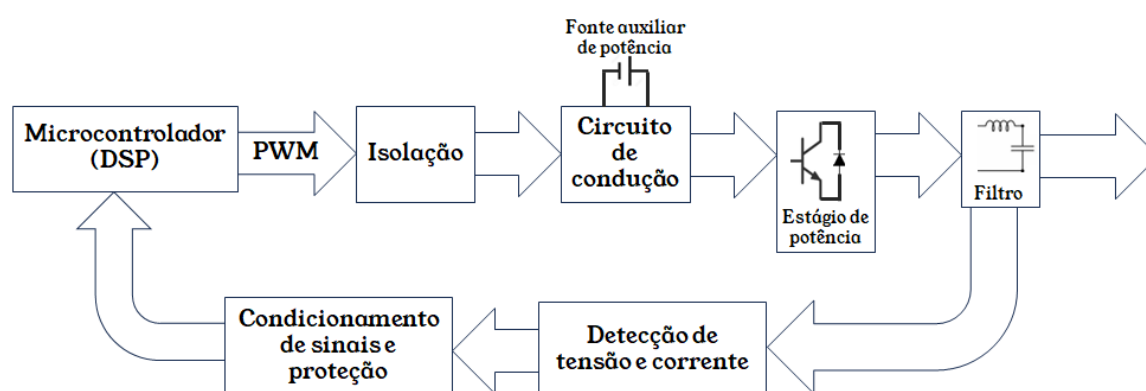 Fonte auxiliar
de potência
Microcontrolador
(DSP)
PWM
Isolação
Circuito
de
condução
Estágio de
potência
Filtro
Condicionamento
de sinais e
proteção
Detecção de
tensão e corrente